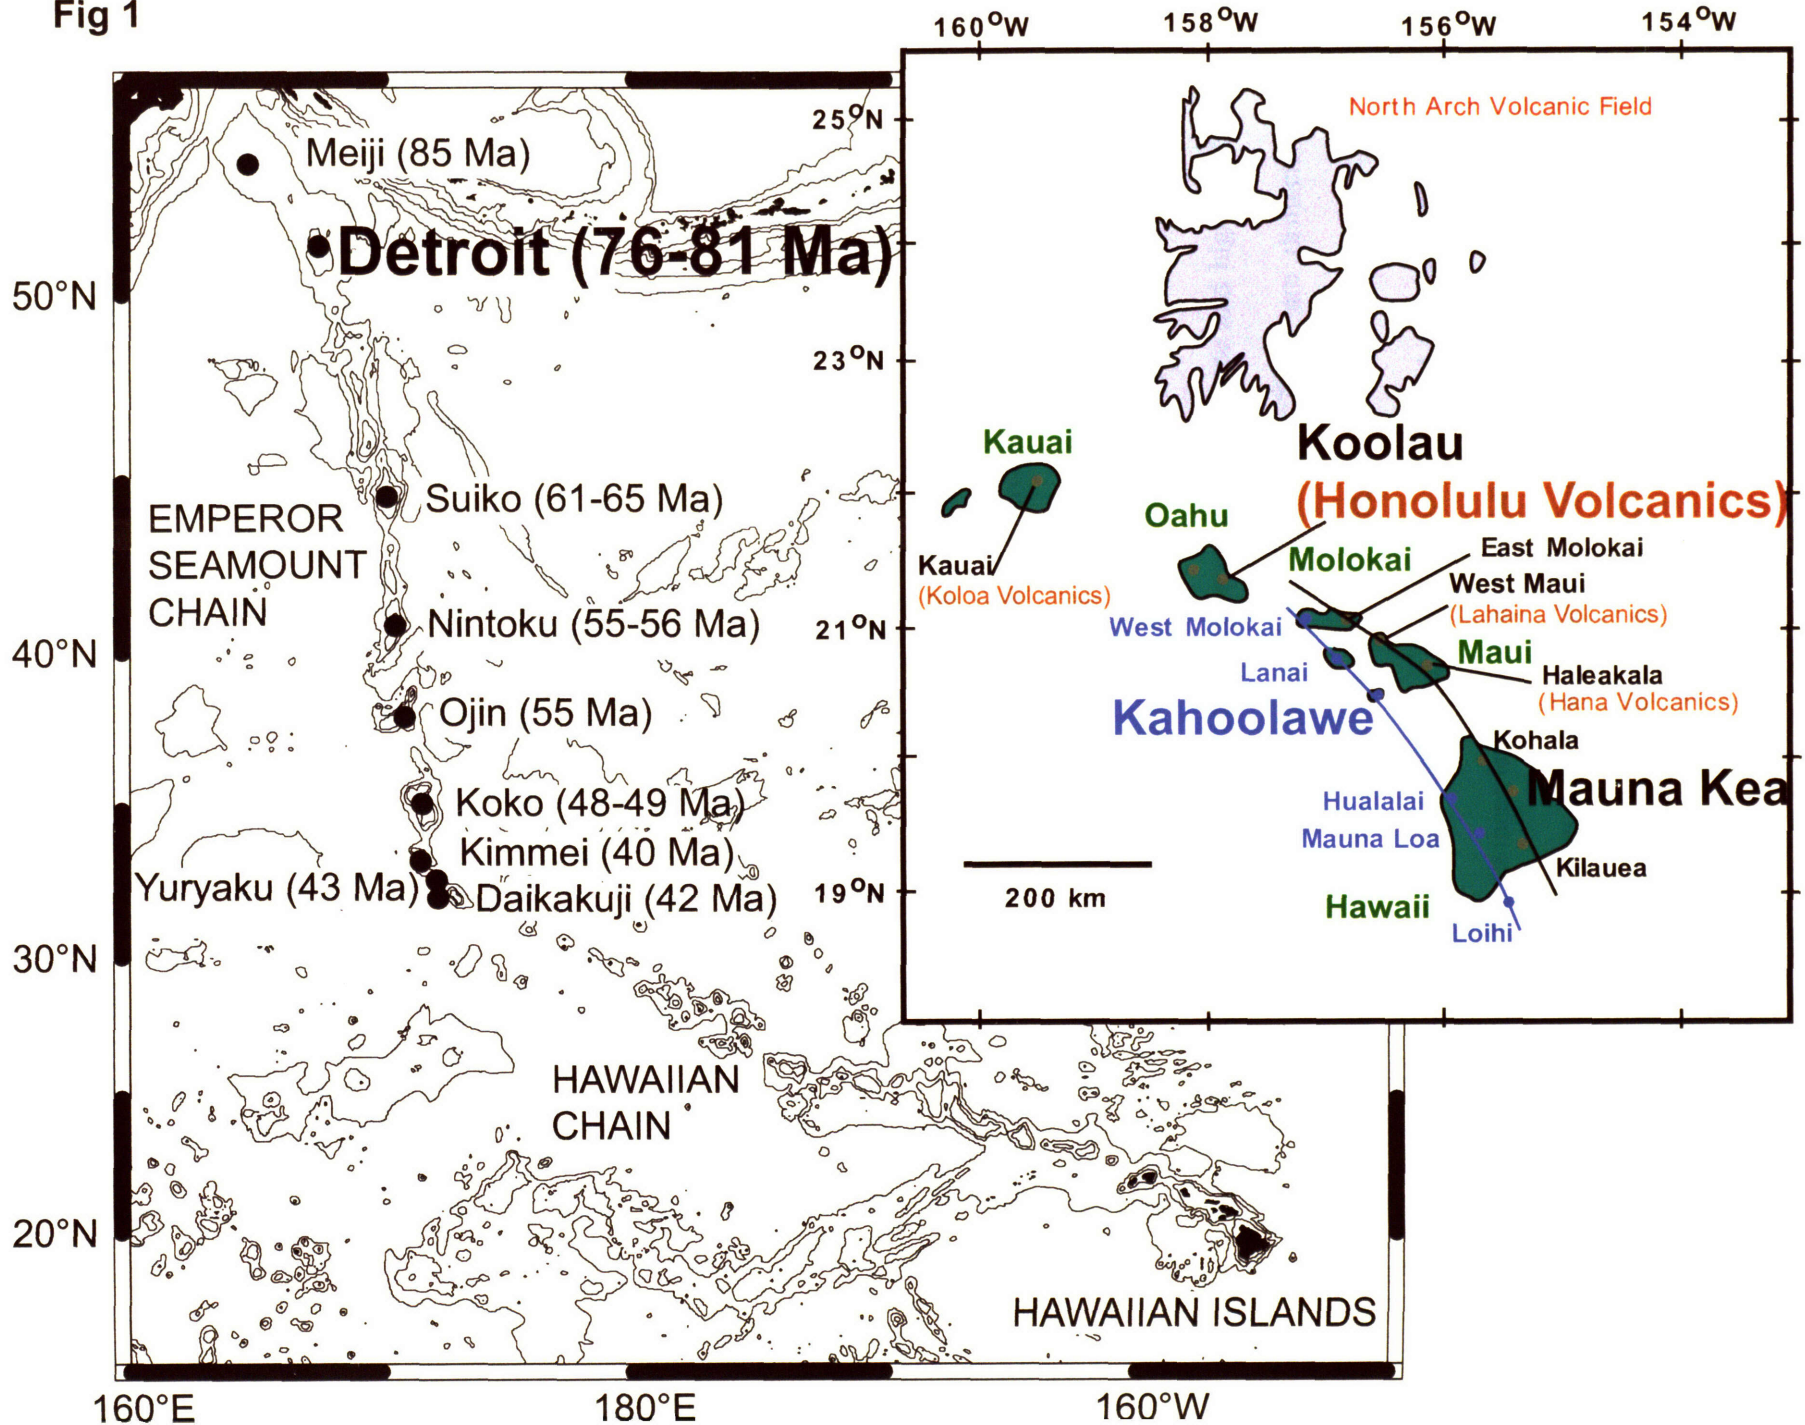 Fig 1
160°W
158°W
156°W
154°W
25°N
23°N
21°N
19°N
North Arch Volcanic Field
Meiji (85 Ma)
Detroit (76-81 Ma)
50°N
40°N
30°N
20°N
Suiko (61-65 Ma)
EMPEROR
SEAMOUNT
CHAIN
Nintoku (55-56 Ma)
Ojin (55 Ma)
Koko (48-49 Ma)
Kimmei (40 Ma)
Yuryaku (43 Ma)
Daikakuji (42 Ma)
HAWAIIAN
CHAIN
HAWAIIAN ISLANDS
160°E
180°E
160°W
Kauai
Koolau
(Honolulu Volcanics)
Oahu
Kauai
(Koloa Volcanics)
Molokai
East Molokai
West Maui
(Lahaina Volcanics)
West Molokai
Maui
Lanai
Haleakala
(Hana Volcanics)
Kahoolawe
Kohala
Mauna Kea
Hualalai
Mauna Loa
Kilauea
200 km
Hawaii
Loihi